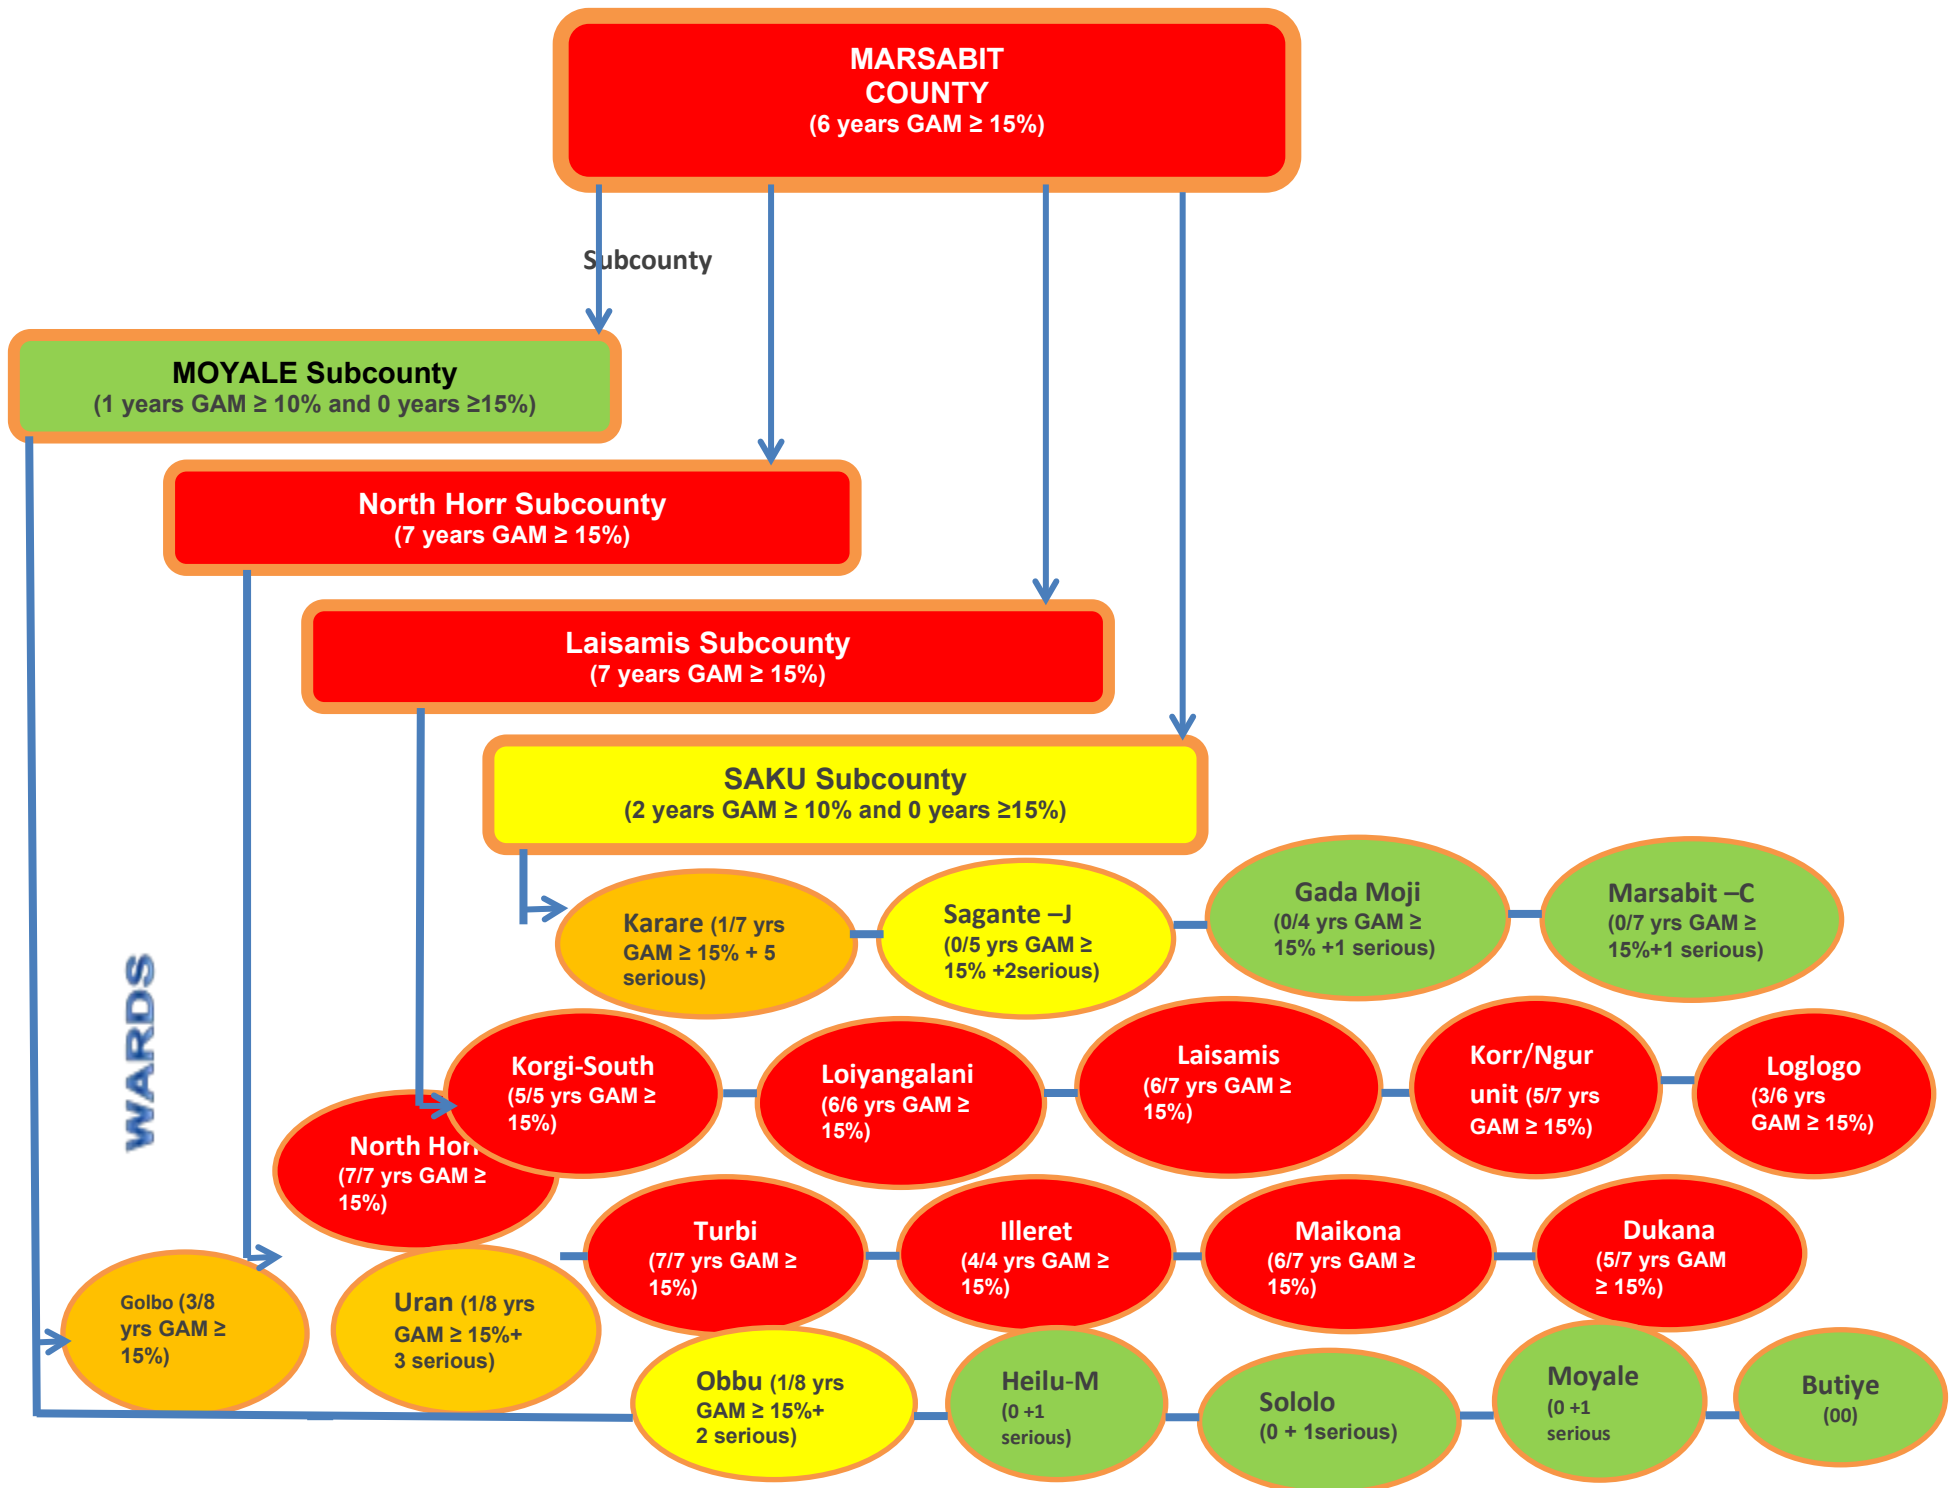 MARSABIT
COUNTY
(6 years GAM ≥ 15%)
Subcounty
MOYALE Subcounty
(1 years GAM ≥ 10% and 0 years ≥15%)
North Horr Subcounty
(7 years GAM ≥ 15%)
Laisamis Subcounty
(7 years GAM ≥ 15%)
SAKU Subcounty
(2 years GAM ≥ 10% and 0 years ≥15%)
WARDS
Karare (1/7 yrs
GAM ≥ 15% + 5
serious)
Sagante –J
(0/5 yrs GAM ≥
15% +2serious)
Gada Moji
(0/4 yrs GAM ≥
15% +1 serious)
Marsabit –C
(0/7 yrs GAM ≥
15%+1 serious)
Korgi-South
(5/5 yrs GAM ≥
15%)
Loiyangalani
(6/6 yrs GAM ≥
15%)
Laisamis
(6/7 yrs GAM ≥
15%)
Korr/Ngur
unit (5/7 yrs
GAM ≥ 15%)
Loglogo
(3/6 yrs
GAM ≥ 15%)
North Horr
(7/7 yrs GAM ≥
15%)
Turbi
(7/7 yrs GAM ≥
15%)
Illeret
(4/4 yrs GAM ≥
15%)
Maikona
(6/7 yrs GAM ≥
15%)
Dukana
(5/7 yrs GAM
≥ 15%)
Golbo (3/8
yrs GAM ≥
15%)
Uran (1/8 yrs
GAM ≥ 15%+
3 serious)
Obbu (1/8 yrs
GAM ≥ 15%+
2 serious)
Heilu-M
(0 +1
serious)
Sololo
(0 + 1serious)
Moyale
(0 +1
serious
Butiye
(00)